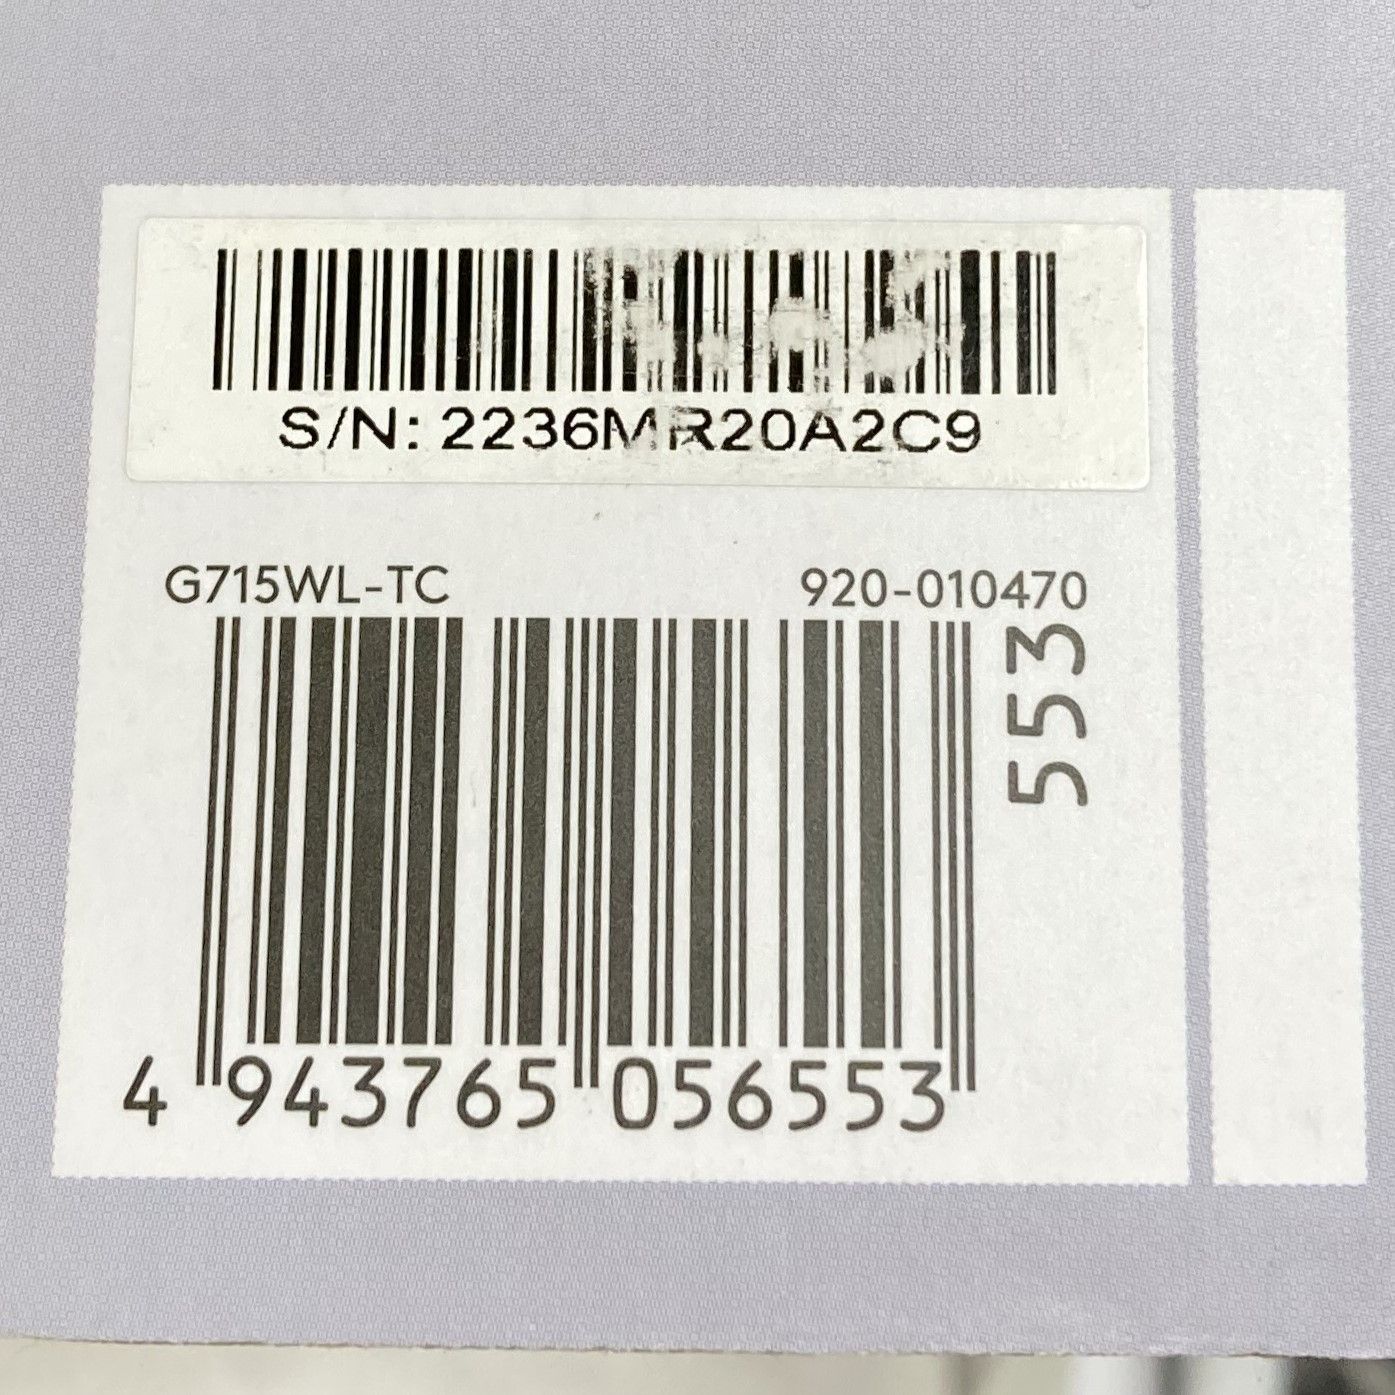 S/N: 2236MR20A2C9
G715WL-TC 920-010470
553
4 943765 056553